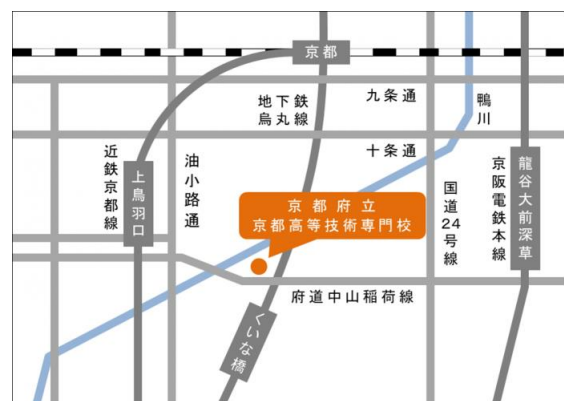 京都
地下鉄
烏丸線
九条通
鴨川
十条通
近鉄京都線
上鳥羽口
油小路通
京都府立
京都高等技術専門校
国道24号線
京阪電鉄本線
龍谷大前深草
府道中山稲荷線
くいな橋